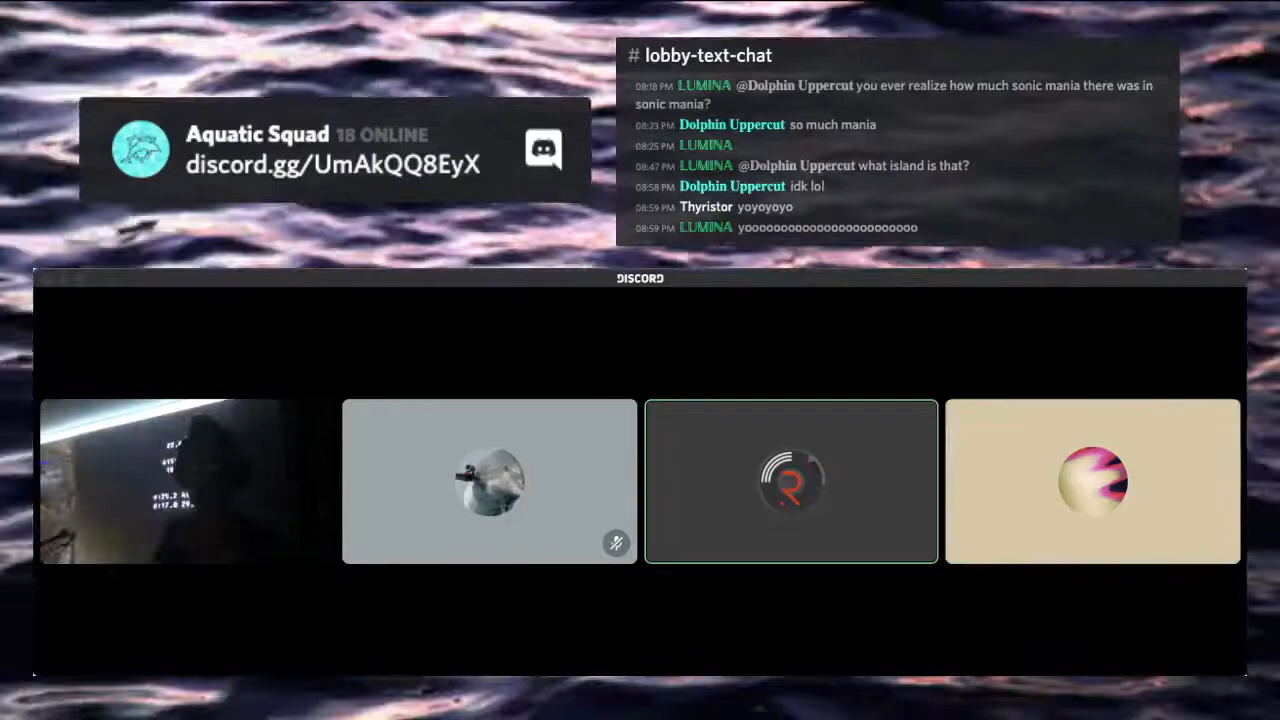 # lobby-text-chat
08:18 PM LUMINA @Dolphin Uppercut you ever realize how much sonic mania there was in
sonic mania?
08:23 PM Dolphin Uppercut so much mania
08:25 PM LUMINA
08:47 PM LUMINA @Dolphin Uppercut what island is that?
08:58 PM Dolphin Uppercut idk lol
08:59 PM Thyristor yoyoyoyo
08:59 PM LUMINA yoooooooooooooooooooooooo
Aquatic Squad 18 ONLINE
discord.gg/UmAkQQ8EyX
DISCORD
R